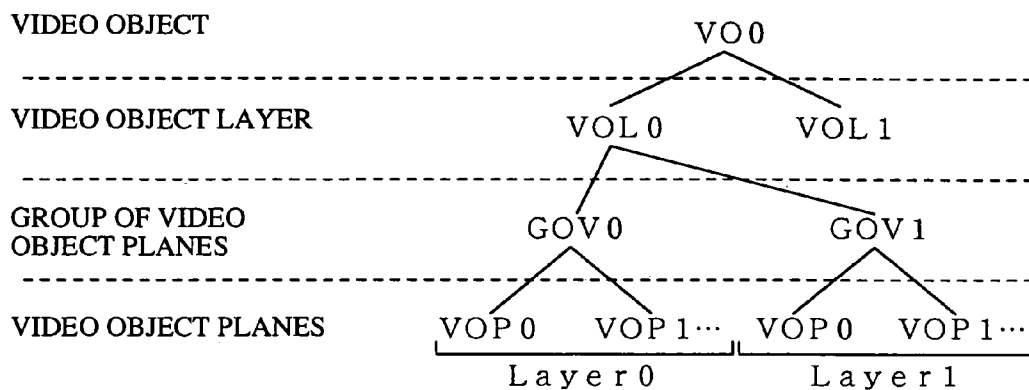 VIDEO OBJECT
VO0
VIDEO OBJECT LAYER
VOL0 VOL1
GROUP OF VIDEO
OBJECT PLANES
GOV0 GOV1
VIDEO OBJECT PLANES
VOP0 VOP1··· VOP0 VOP1···
Layer0 Layer1